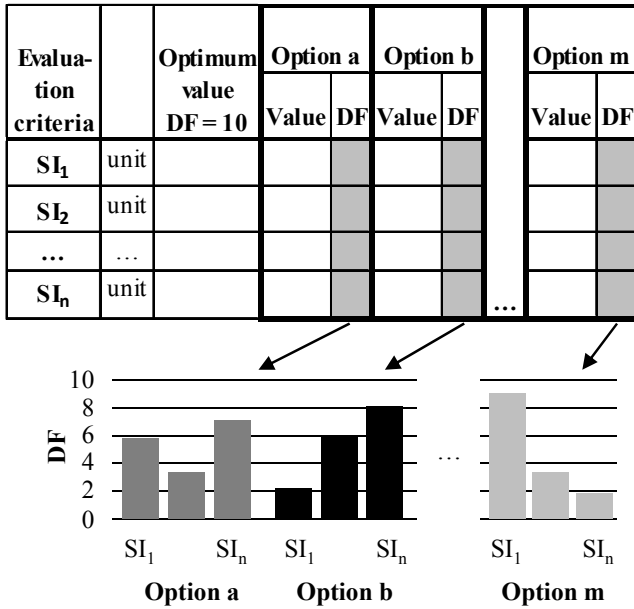 Evalua-
tion
criteria
Optimum
value
DF = 10
Option a Option b Option m
Value DF Value DF Value DF
SI1 unit
SI2 unit
... ...
SIn unit
...
10
8
6
4
2
0
DF
...
SI1 SIn SI1 SIn SI1 SIn
Option a Option b Option m